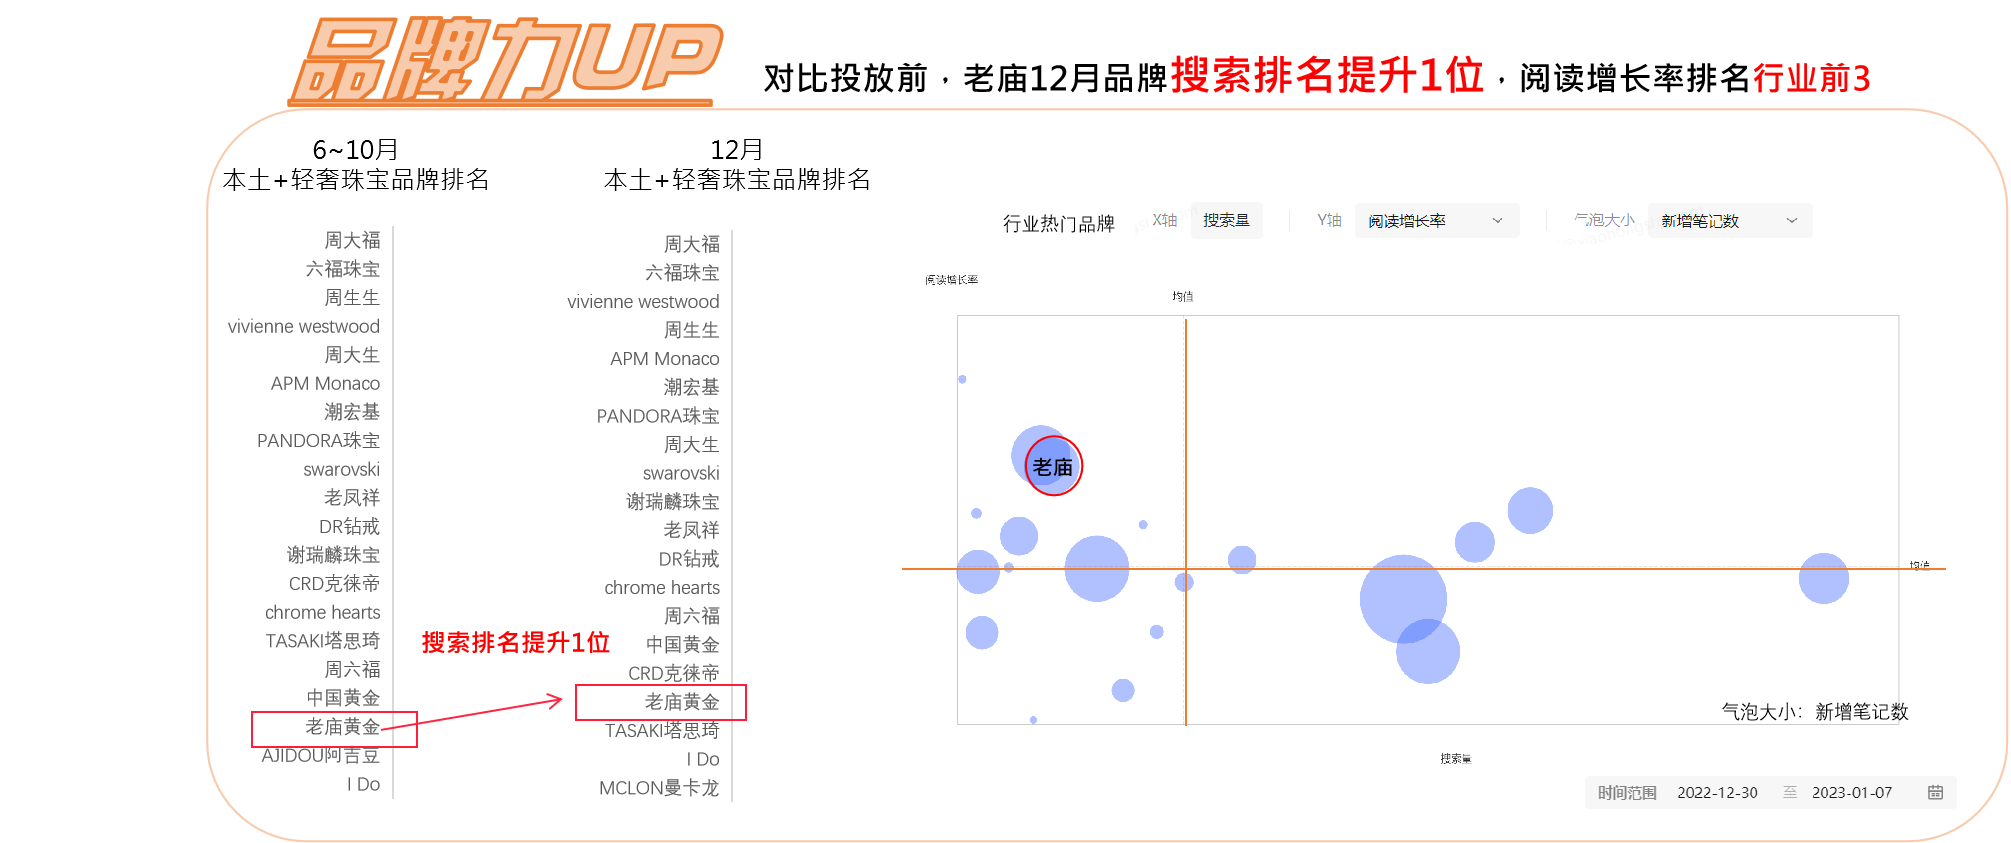 品牌力UP
对比投放前，老庙12月品牌搜索排名提升1位，阅读增长率排名行业前3
6~10月
本土+轻奢珠宝品牌排名
周大福
六福珠宝
周生生
vivienne westwood
周大生
APM Monaco
潮宏基
PANDORA珠宝
swarovski
老凤祥
DR钻戒
谢瑞麟珠宝
CRD克徕帝
chrome hearts
TASAKI塔思琦
周六福
中国黄金
老庙黄金
AJIDOU阿吉豆
I Do
搜索排名提升1位
12月
本土+轻奢珠宝品牌排名
周大福
六福珠宝
vivienne westwood
周生生
APM Monaco
潮宏基
PANDORA珠宝
周大生
swarovski
谢瑞麟珠宝
老凤祥
DR钻戒
chrome hearts
周六福
中国黄金
CRD克徕帝
老庙黄金
TASAKI塔思琦
I Do
MCLON曼卡龙
行业热门品牌 X轴 搜索量 Y轴 阅读增长率 气泡大小 新增笔记数
阅读增长率
均值
老庙
均值
气泡大小：新增笔记数
搜索量
时间范围 2022-12-30 至 2023-01-07